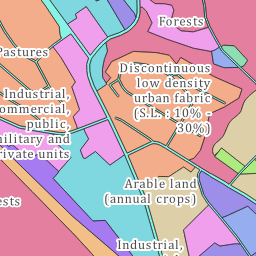 Forests
Pastures
Discontinuous
low density
urban fabric
(S.L. : 10% -
30%)
Industrial,
ommercial,
public,
military and
rivate units
Arable land
(annual crops)
ests
Industrial,